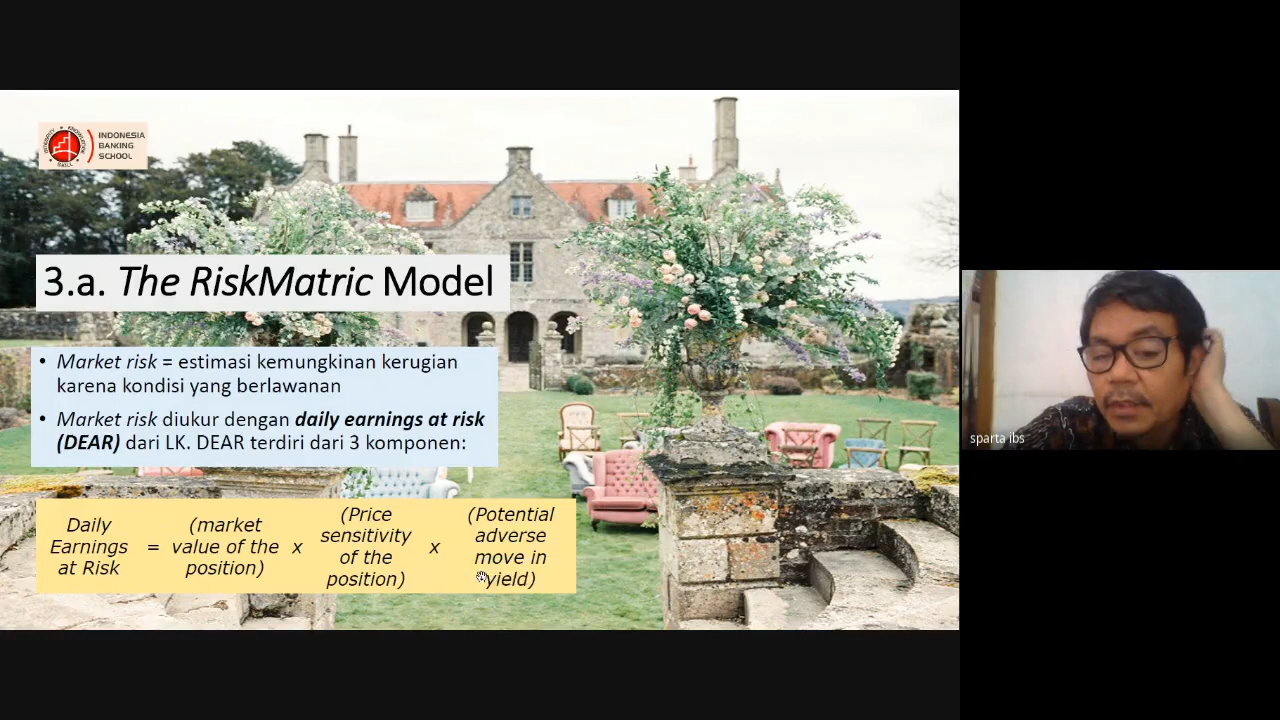 INDONESIA
BANKING
SCHOOL
3.a. The RiskMatric Model
• Market risk = estimasi kemungkinan kerugian
karena kondisi yang berlawanan
• Market risk diukur dengan daily earnings at risk
(DEAR) dari LK. DEAR terdiri dari 3 komponen:
Daily
Earnings
at Risk
=
(market
value of the
position)
x
(Price
sensitivity
of the
position)
x
(Potential
adverse
move in
yield)
sparta ibs